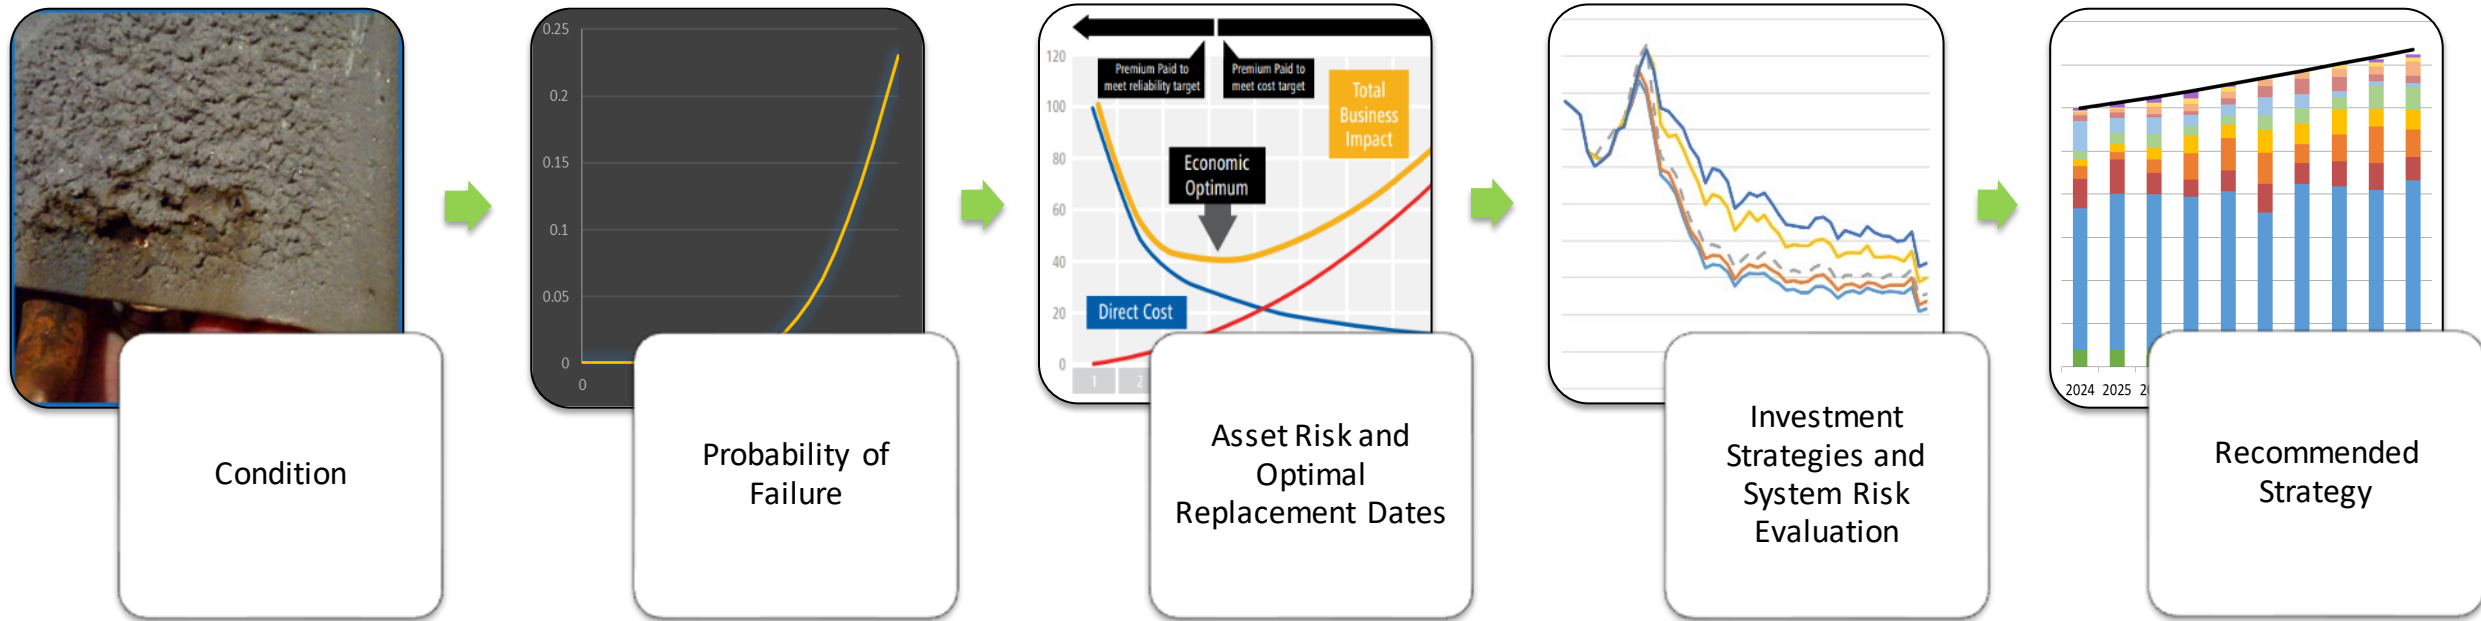 Condition
0.25
0.2
0.15
0.1
0.05
0
0
Probability of
Failure
Premium Paid to
meet reliability target
Premium Paid to
meet cost target
Total
Business
Impact
Economic
Optimum
Direct Cost
120
100
80
60
40
20
0
1
2
Asset Risk and
Optimal
Replacement Dates
Investment
Strategies and
System Risk
Evaluation
2024 2025
Recommended
Strategy